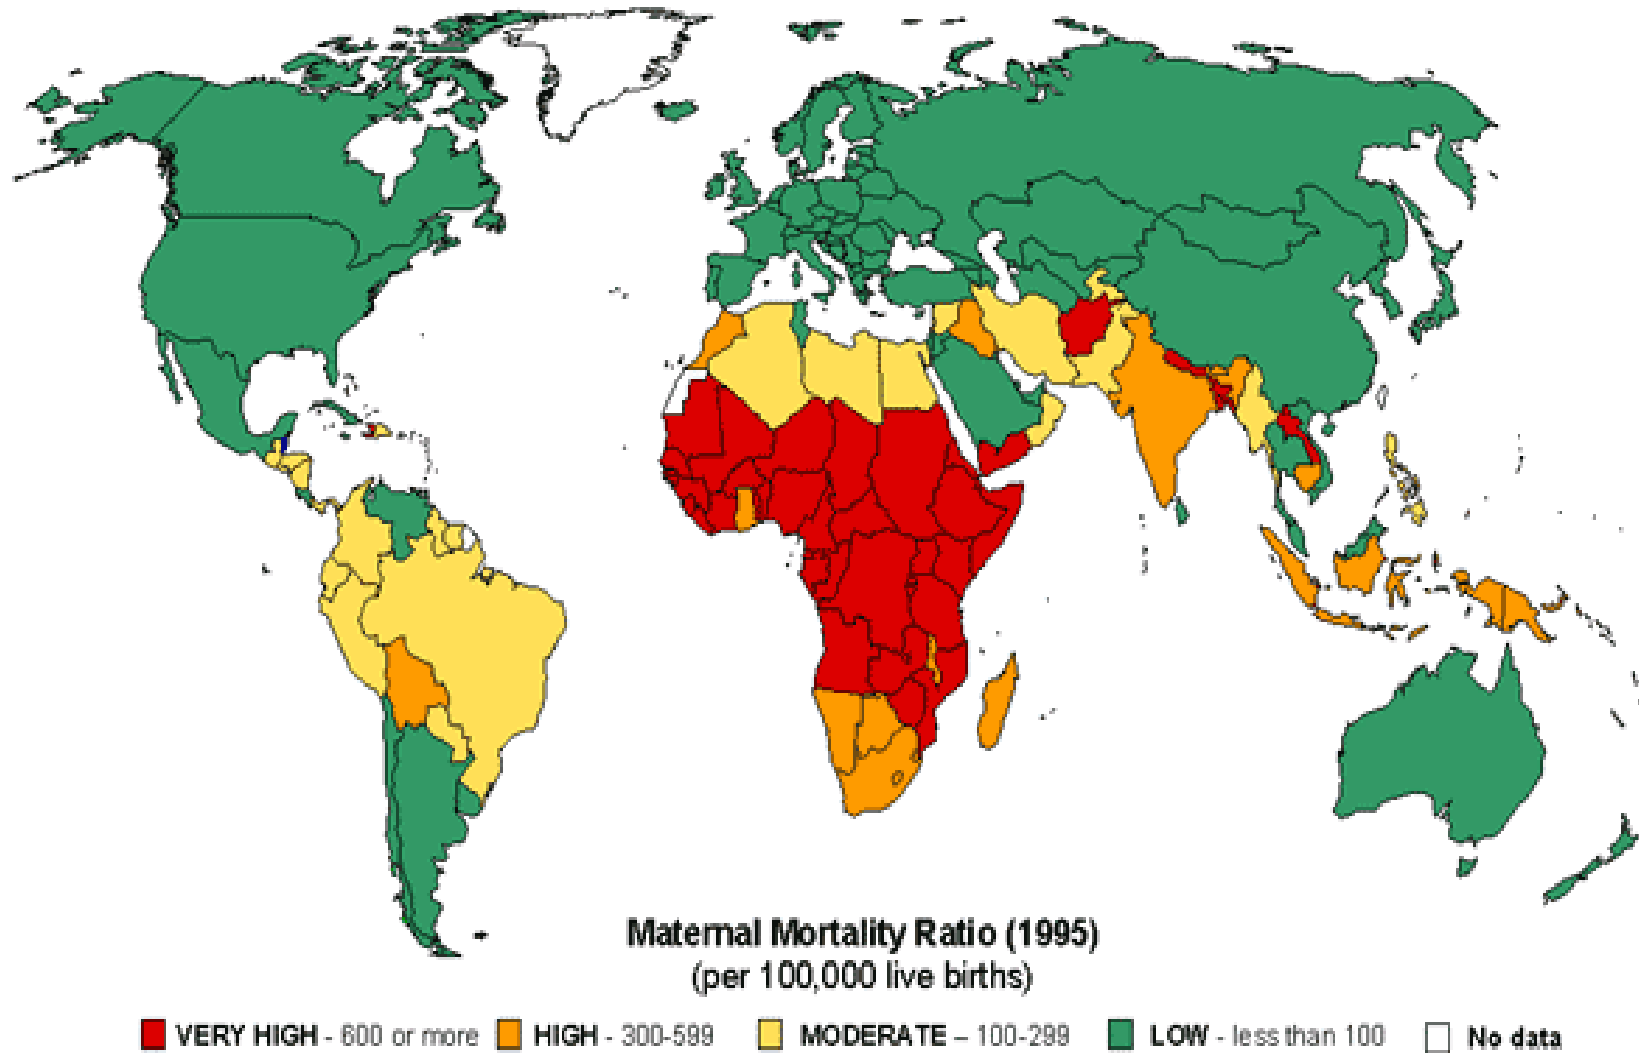 Maternal Mortality Ratio (1995)
(per 100,000 live births)
VERY HIGH - 600 or more HIGH - 300-599 MODERATE – 100-299 LOW - less than 100 No data